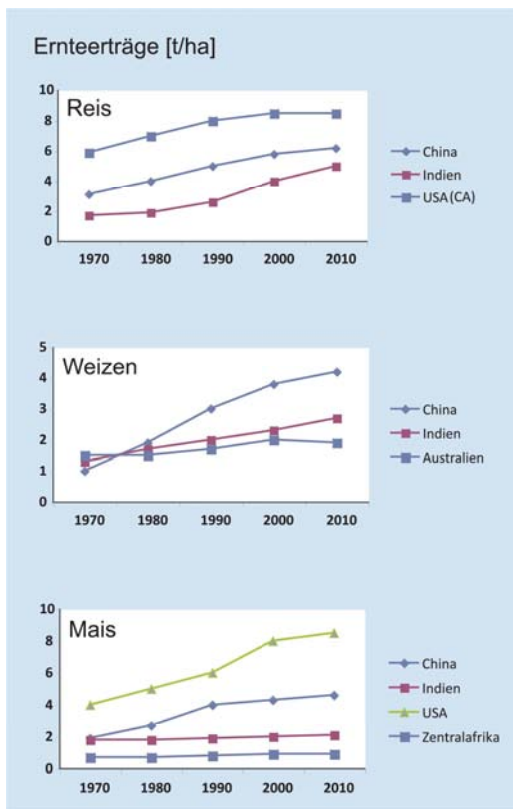 Ernteerträge [t/ha]
Reis
10
8
6
4
2
0
1970 1980 1990 2000 2010
China
Indien
USA(CA)
Weizen
5
4
3
2
1
0
1970 1980 1990 2000 2010
China
Indien
Australien
Mais
10
8
6
4
2
0
1970 1980 1990 2000 2010
China
Indien
USA
Zentralafrika